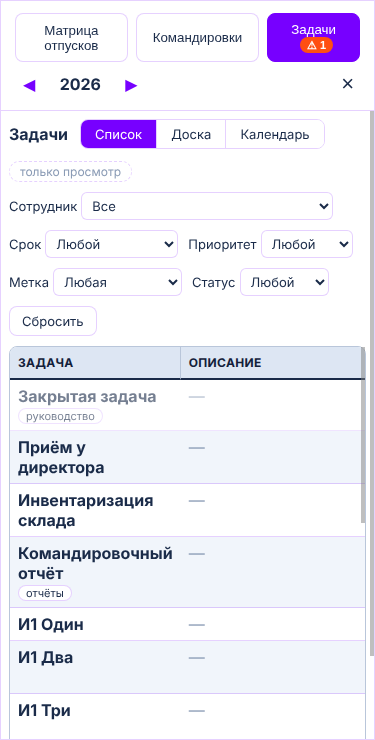 Матрица
отпусков
Командировки
Задачи
⚠ 1
◀ 2026 ▶ ×
Задачи Список Доска Календарь
только просмотр
Сотрудник Все
Срок Любой Приоритет Любой
Метка Любая Статус Любой
Сбросить
ЗАДАЧА ОПИСАНИЕ
Закрытая задача —
руководство
Приём у —
директора
Инвентаризация —
склада
Командировочный —
отчёт
отчёты
И1 Один —
И1 Два —
И1 Три —